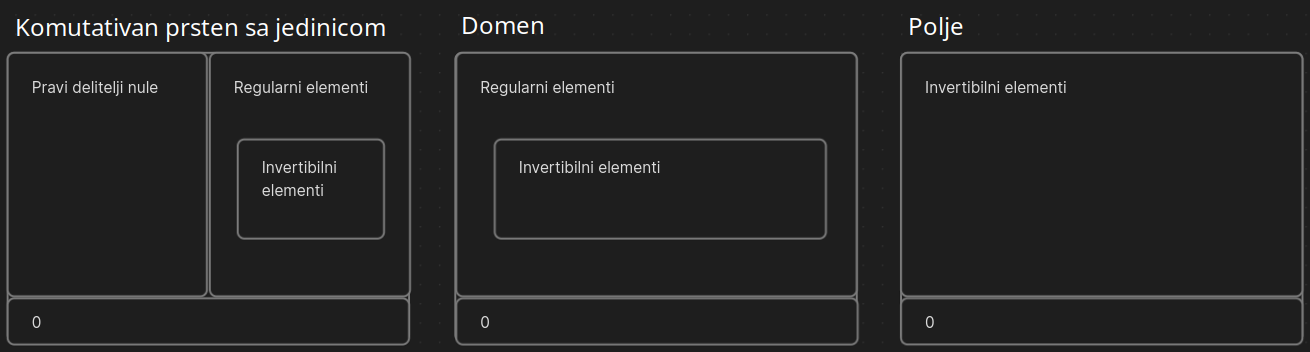 Komutativan prsten sa jedinicom
Pravi delitelji nule
Regularni elementi
Invertibilni
elementi
0
Domen
Regularni elementi
Invertibilni elementi
0
Polje
Invertibilni elementi
0